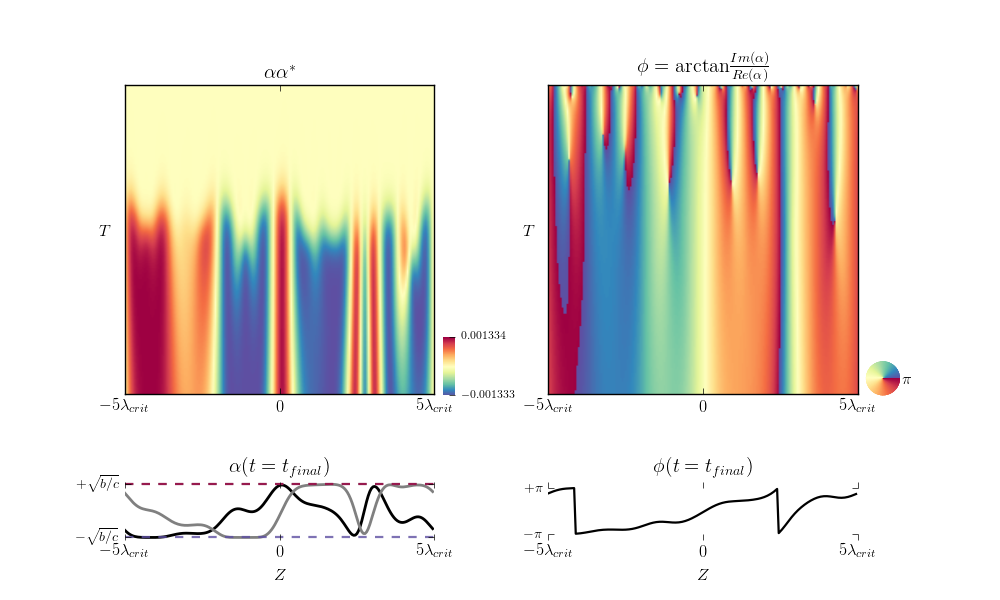 αα*
ϕ = arctan Im(α)/Re(α)
T
T
0.001334
−0.001333
π
−5λcrit 0 5λcrit
−5λcrit 0 5λcrit
α(t = tfinal)
ϕ(t = tfinal)
+√b/c
−√b/c
+π
−π
−5λcrit 0 5λcrit
−5λcrit 0 5λcrit
Z
Z